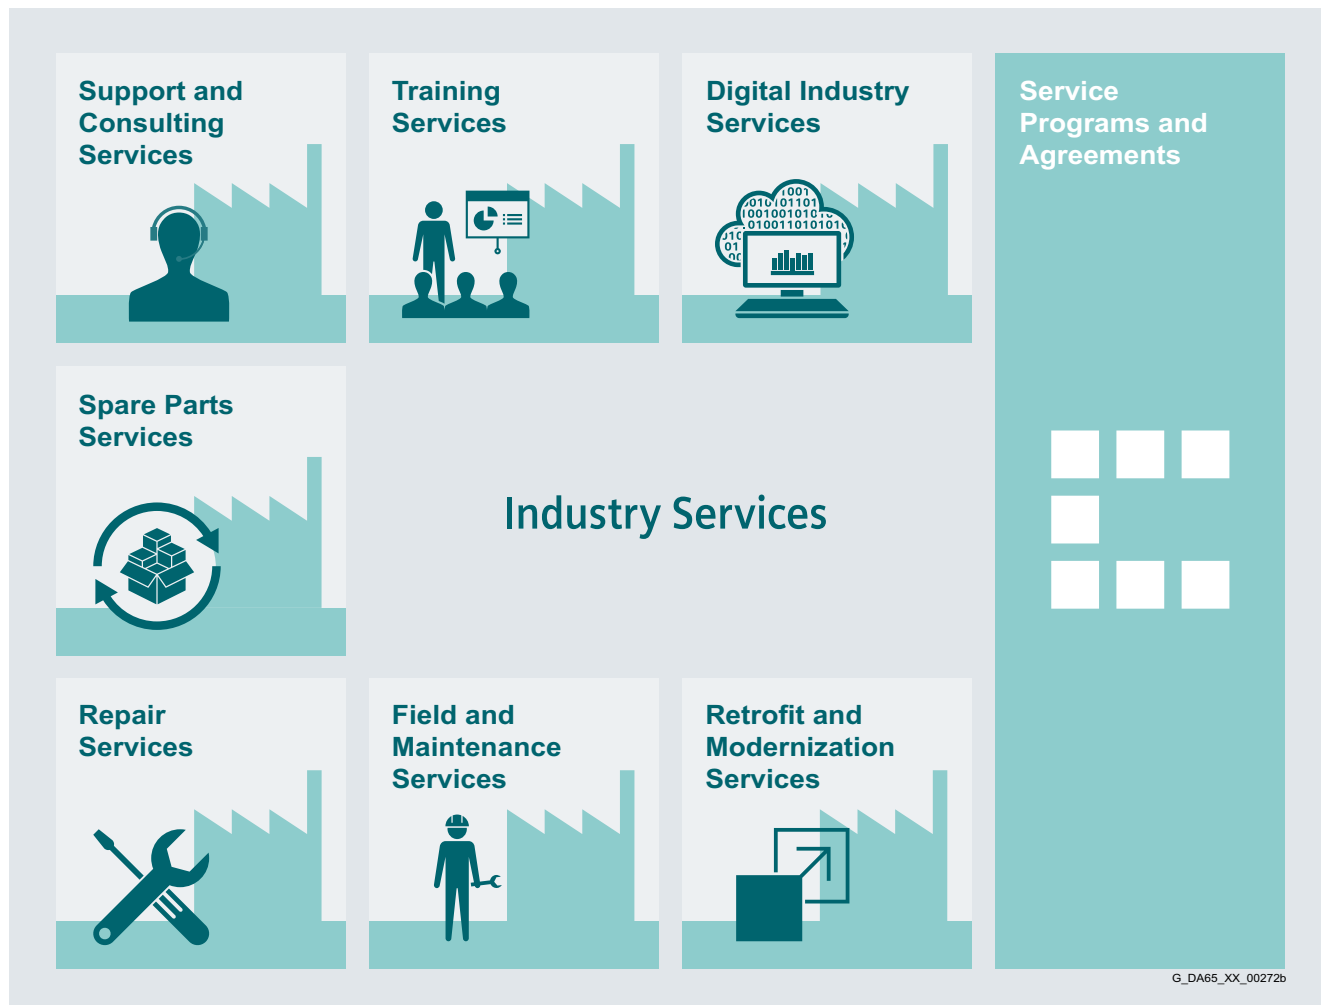 Support and
Consulting
Services
Training
Services
Digital Industry
Services
Service
Programs and
Agreements
Spare Parts
Services
Industry Services
Repair
Services
Field and
Maintenance
Services
Retrofit and
Modernization
Services
G_DA65_XX_00272b